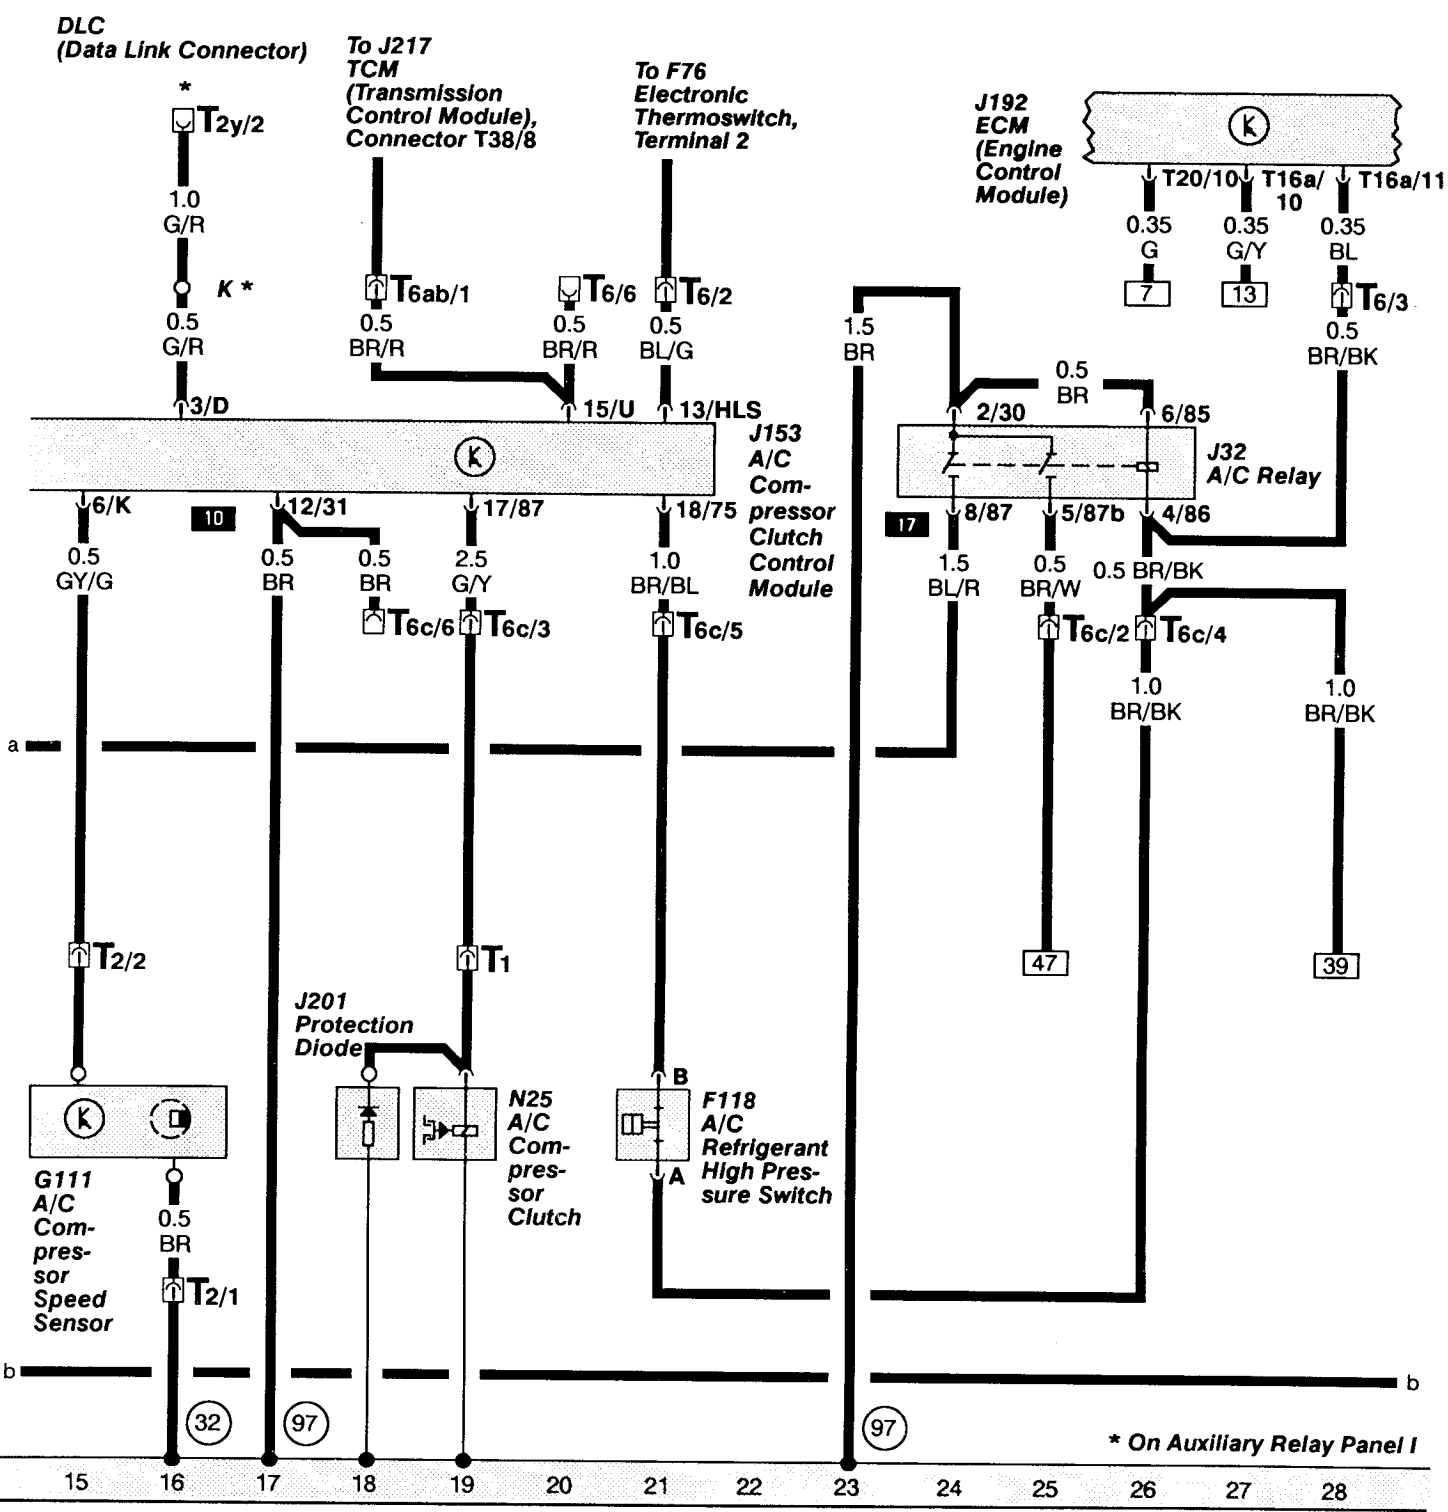 DLC
(Data Link Connector)
*
T2y/2
1.0
G/R
K *
0.5
G/R
3/D
To J217
TCM
(Transmission
Control Module),
Connector T38/8
T6ab/1
0.5
BR/R
T6/6
0.5
BR/R
15/U
To F76
Electronic
Thermoswitch,
Terminal 2
T6/2
0.5
BL/G
13/HLS
J192
ECM
(Engine
Control
Module)
K
T20/10
T16a/
10
T16a/11
0.35
G
0.35
G/Y
0.35
BL
7
13
T6/3
0.5
BR/BK
1.5
BR
0.5
BR
2/30
6/85
K
J153
A/C
Com-
pressor
Clutch
Control
Module
J32
A/C Relay
6/K
10
12/31
17/87
18/75
17
8/87
5/87b
4/86
0.5
GY/G
0.5
BR
0.5
BR
2.5
G/Y
1.0
BR/BL
1.5
BL/R
0.5
BR/W
0.5 BR/BK
T6c/6
T6c/3
T6c/5
T6c/2
T6c/4
1.0
BR/BK
1.0
BR/BK
a
T2/2
T1
47
39
J201
Protection
Diode
K
G111
A/C
Com-
pres-
sor
Speed
Sensor
0.5
BR
T2/1
N25
A/C
Com-
pres-
sor
Clutch
B
A
F118
A/C
Refrigerant
High Pres-
sure Switch
b
b
32
97
97
* On Auxiliary Relay Panel I
15 16 17 18 19 20 21 22 23 24 25 26 27 28